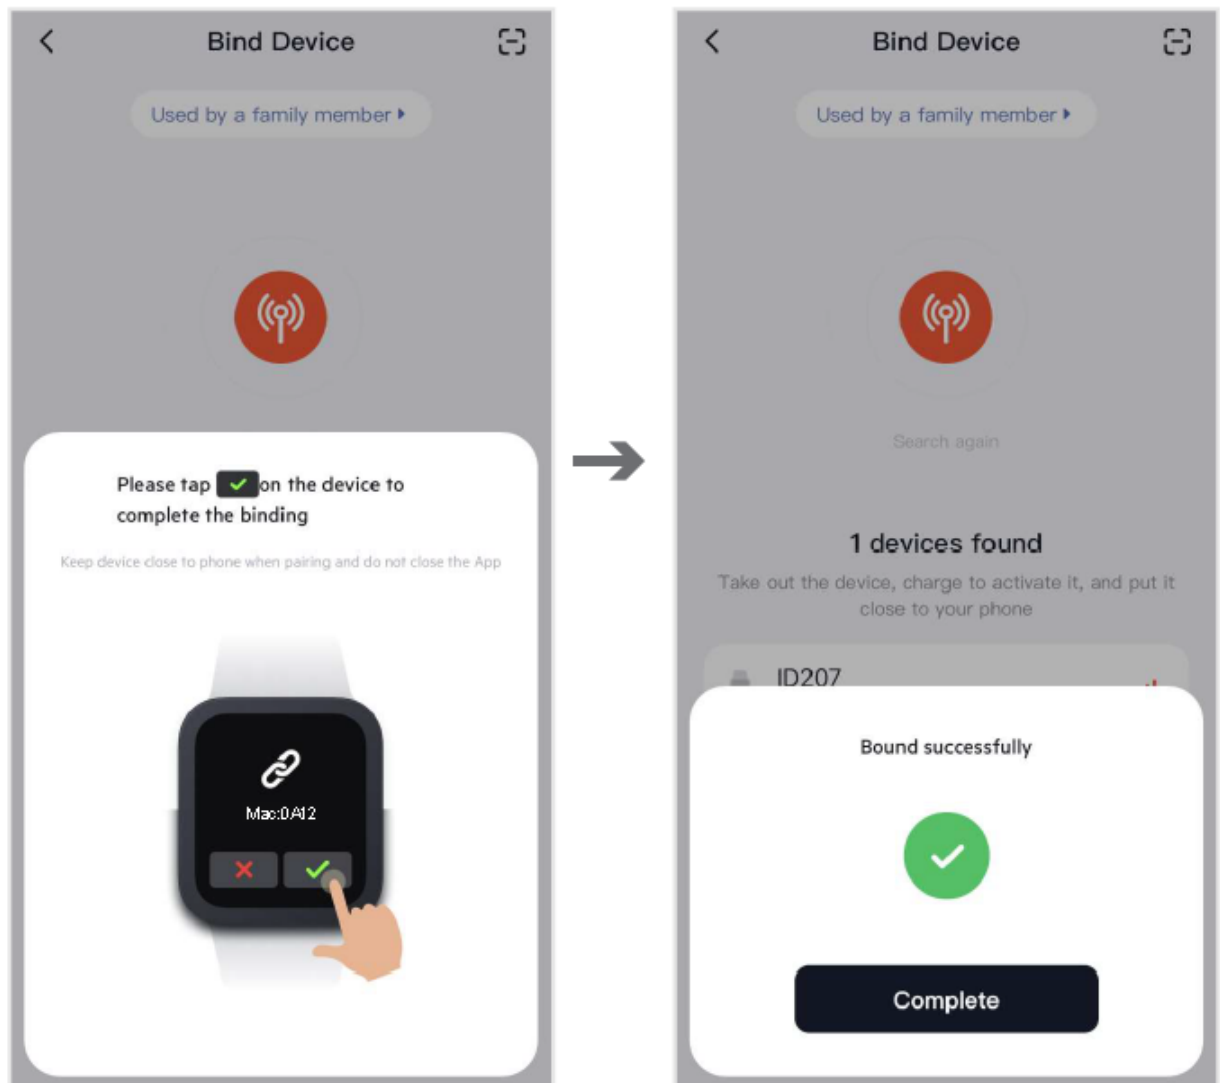 Bind Device
Used by a family member
Please tap on the device to
complete the binding
Keep device close to phone when pairing and do not close the App
Mac:0A12
Bind Device
Used by a family member
Search again
1 devices found
Take out the device, charge to activate it, and put it
close to your phone
ID207
Bound successfully
Complete